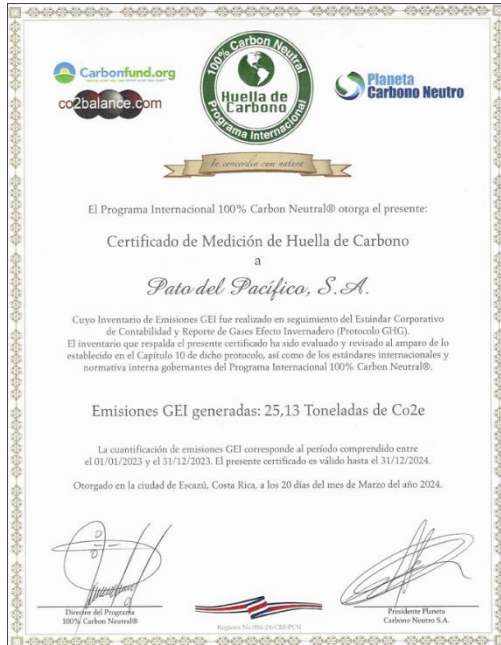 Carbonfund.org
co2balance.com
100% Carbon Neutral
Huella de
Carbono
Programa Internacional
Planeta
Carbono Neutro
In concordia cum natura
El Programa Internacional 100% Carbon Neutral® otorga el presente:
Certificado de Medición de Huella de Carbono
a
Pato del Pacífico, S.A.
Cuyo Inventario de Emisiones GEI fue realizado en seguimiento del Estándar Corporativo
de Contabilidad y Reporte de Gases Efecto Invernadero (Protocolo GHG).
El inventario que respalda el presente certificado ha sido evaluado y revisado al amparo de lo
establecido en el Capítulo 10 de dicho protocolo, así como de los estándares internacionales y
normativa interna gobernantes del Programa Internacional 100% Carbon Neutral®.
Emisiones GEI generadas: 25,13 Toneladas de Co2e
La cuantificación de emisiones GEI corresponde al período comprendido entre
el 01/01/2023 y el 31/12/2023. El presente certificado es válido hasta el 31/12/2024.
Otorgado en la ciudad de Escazú, Costa Rica, a los 20 días del mes de Marzo del año 2024.
Director del Programa
100% Carbon Neutral®
Presidente Planeta
Carbono Neutro S.A.
Registro No